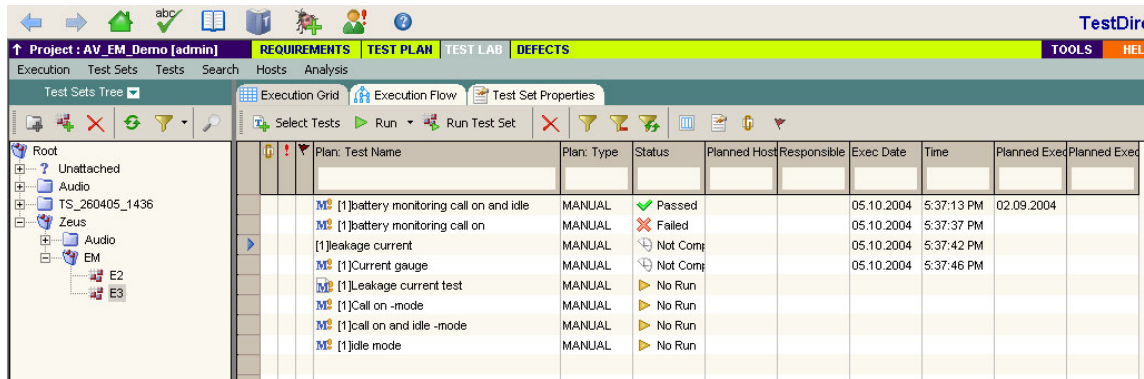 abc
TestDire
Project : AV_EM_Demo [admin] REQUIREMENTS TEST PLAN TEST LAB DEFECTS TOOLS HEL
Execution Test Sets Tests Search Hosts Analysis
Test Sets Tree Execution Grid Execution Flow Test Set Properties
Select Tests Run Run Test Set
Root
Unattached
Audio
TS_260405_1436
Zeus
Audio
EM
E2
E3
Plan: Test Name Plan: Type Status Planned Host Responsible Exec Date Time Planned Exec Planned Exec
[1]battery monitoring call on and idle MANUAL Passed 05.10.2004 5:37:13 PM 02.09.2004
[1]battery monitoring call on MANUAL Failed 05.10.2004 5:37:37 PM
[1]leakage current MANUAL Not Comp 05.10.2004 5:37:42 PM
[1]Current gauge MANUAL Not Comp 05.10.2004 5:37:46 PM
[1]Leakage current test MANUAL No Run
[1]Call on -mode MANUAL No Run
[1]call on and idle -mode MANUAL No Run
[1]idle mode MANUAL No Run